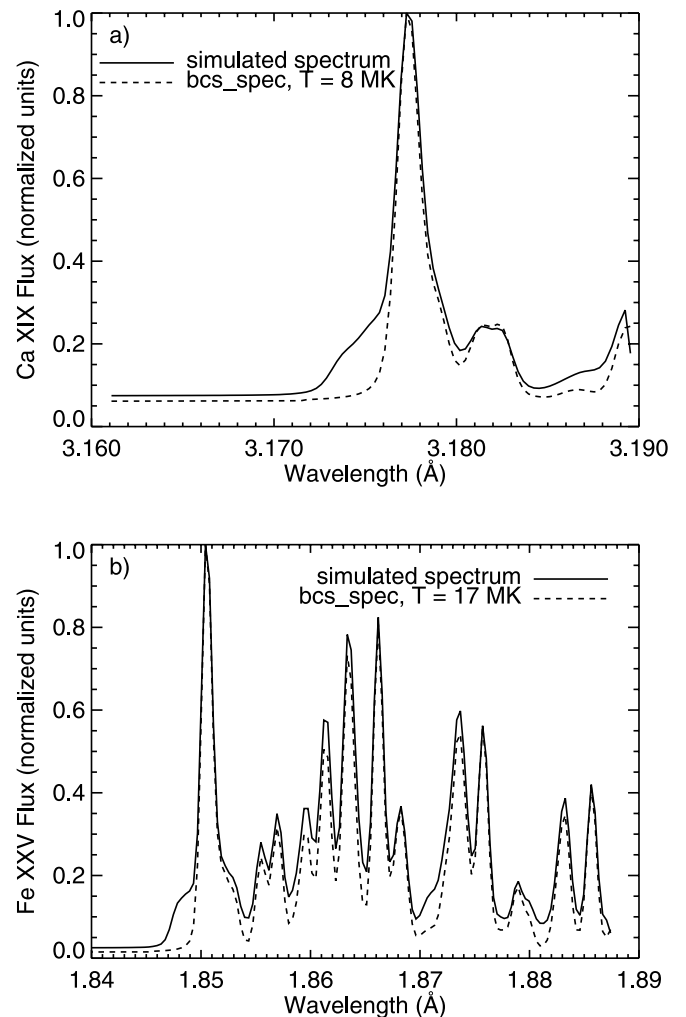 a)
simulated spectrum
bcs_spec, T = 8 MK
Ca XIX Flux (normalized units)
1.0
0.8
0.6
0.4
0.2
0.0
3.160 3.170 3.180 3.190
Wavelength (Å)
b)
simulated spectrum
bcs_spec, T = 17 MK
Fe XXV Flux (normalized units)
1.0
0.8
0.6
0.4
0.2
0.0
1.84 1.85 1.86 1.87 1.88 1.89
Wavelength (Å)